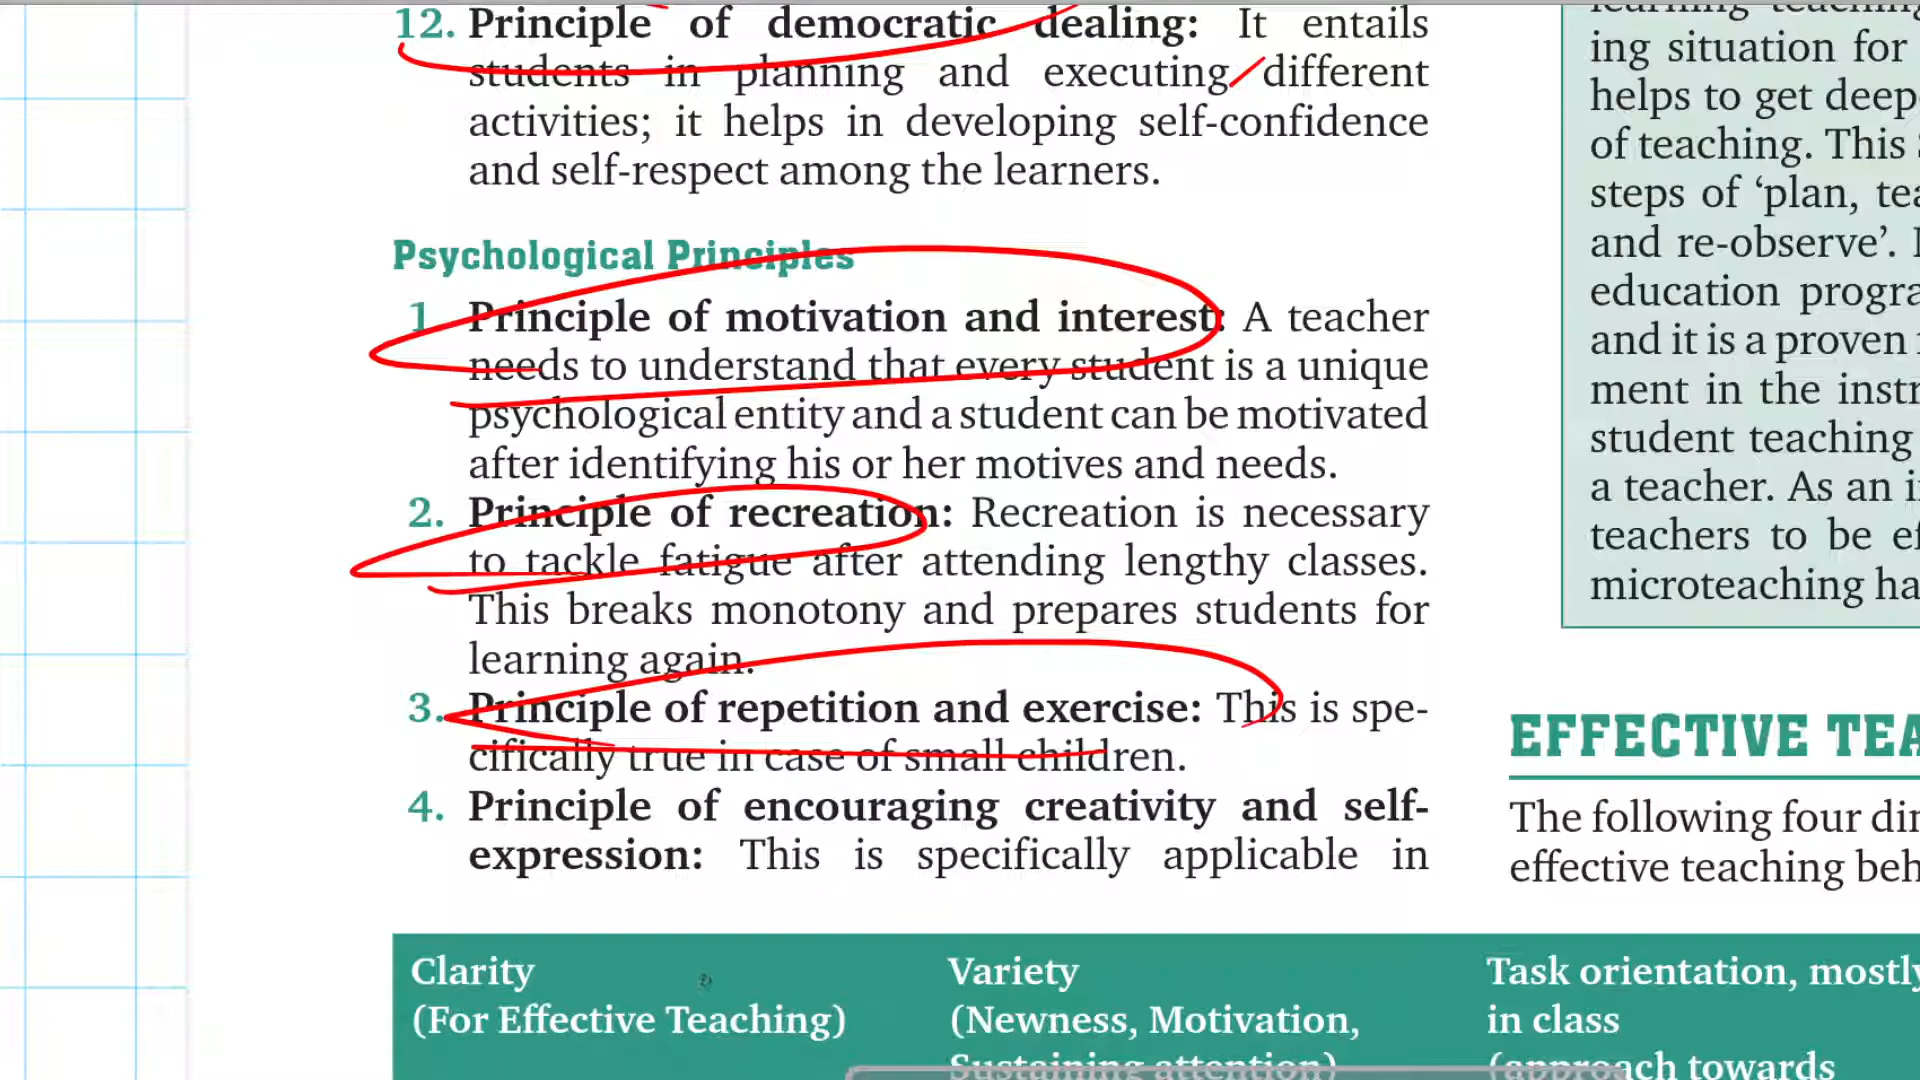 12. Principle of democratic dealing: It entails
students in planning and executing different
activities; it helps in developing self-confidence
and self-respect among the learners.
Psychological Principles
1. Principle of motivation and interest: A teacher
needs to understand that every student is a unique
psychological entity and a student can be motivated
after identifying his or her motives and needs.
2. Principle of recreation: Recreation is necessary
to tackle fatigue after attending lengthy classes.
This breaks monotony and prepares students for
learning again.
3. Principle of repetition and exercise: This is spe-
cifically true in case of small children.
4. Principle of encouraging creativity and self-
expression: This is specifically applicable in
learning teaching
ing situation for
helps to get deep
of teaching. This
steps of ‘plan, tea
and re-observe’.
education progra
and it is a proven
ment in the instr
student teaching
a teacher. As an i
teachers to be ef
microteaching ha
EFFECTIVE TEA
The following four dir
effective teaching beh
Clarity
(For Effective Teaching)
Variety
(Newness, Motivation,
Sustaining attention)
Task orientation, mostly
in class
(approach towards